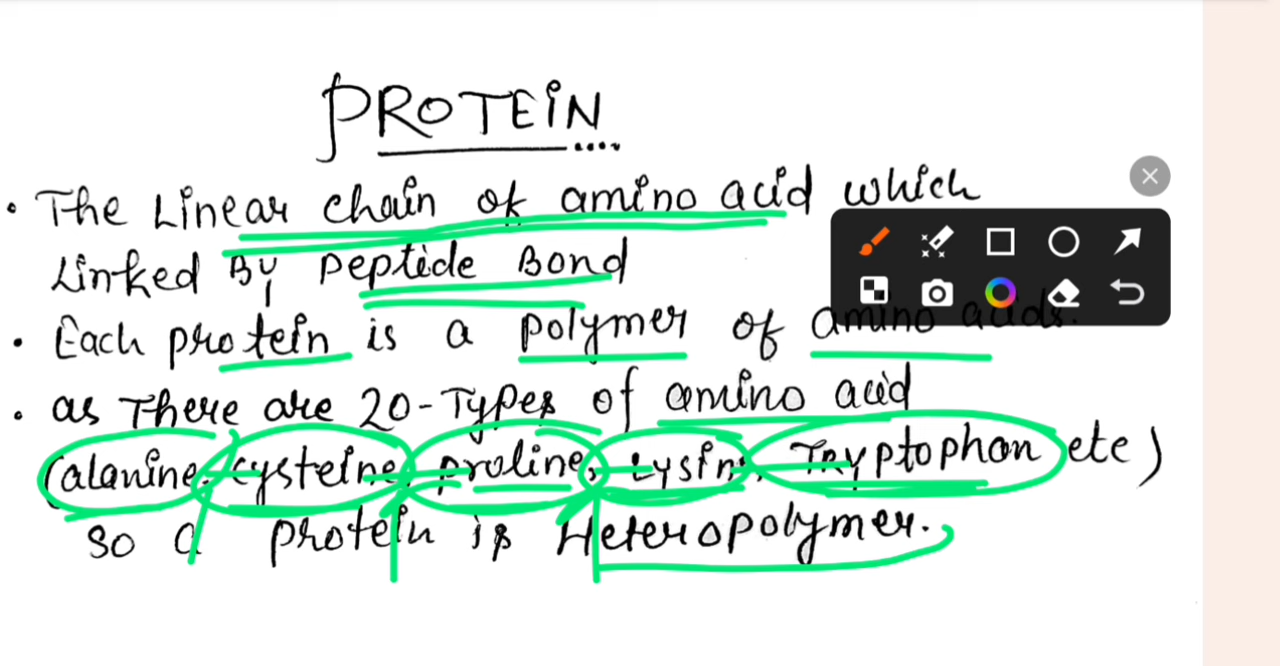 PROTEIN
• The Linear chain of amino acid which
Linked By peptide Bond
• Each protein is a polymer of amino acids.
• as There are 20-Types of amino acid
(alanine, cysteine, proline, Lysin, Tryptophan etc)
so a protein is Heteropolymer.